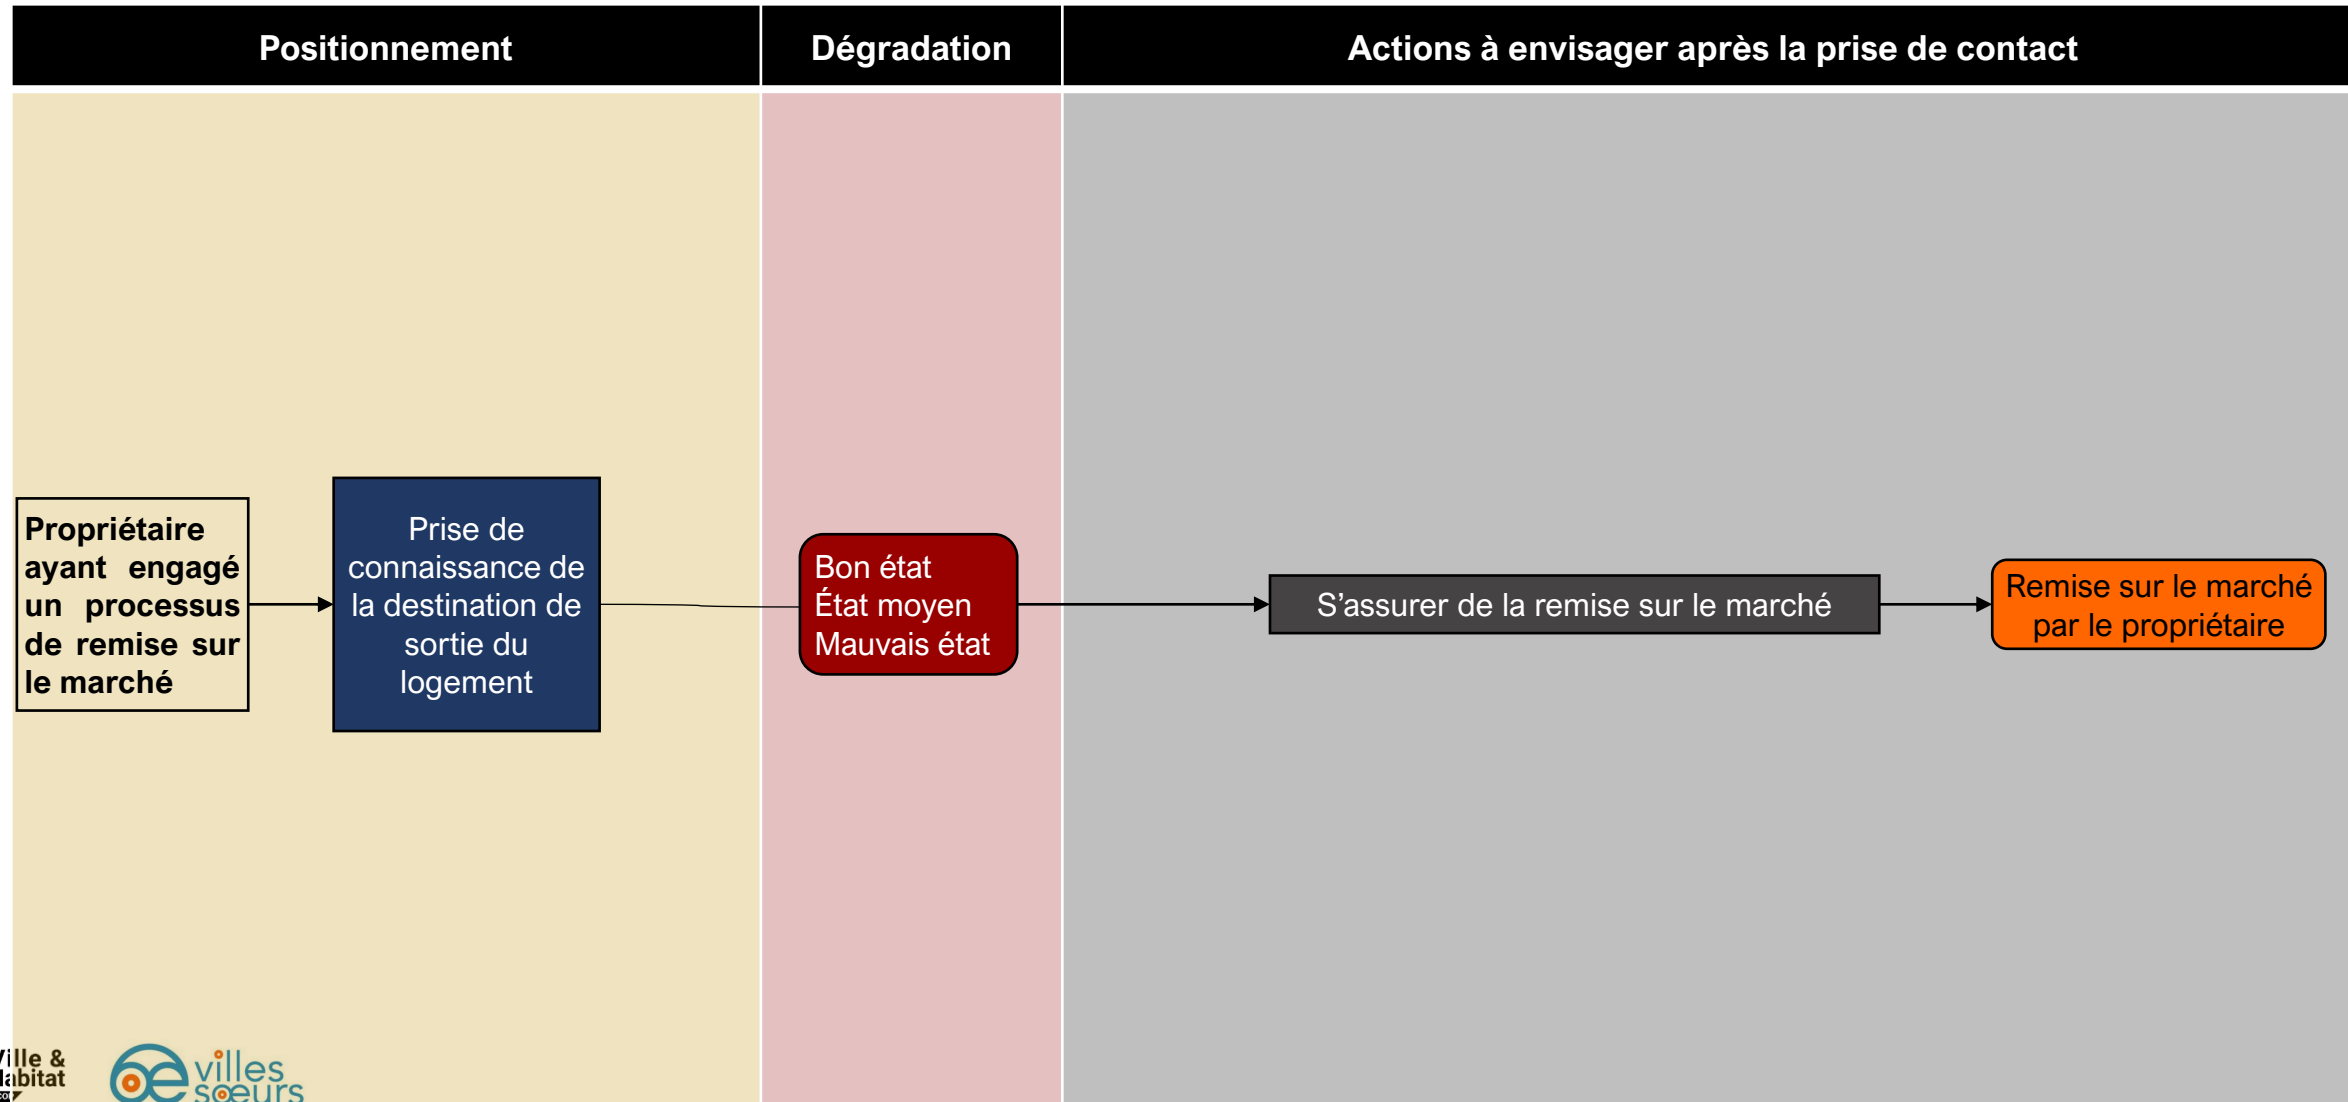 Positionnement
Dégradation
Actions à envisager après la prise de contact
Propriétaire
ayant engagé
un processus
de remise sur
le marché
Prise de
connaissance de
la destination de
sortie du
logement
Bon état
État moyen
Mauvais état
S'assurer de la remise sur le marché
Remise sur le marché
par le propriétaire
Ville &
Habitat
villes
sœurs